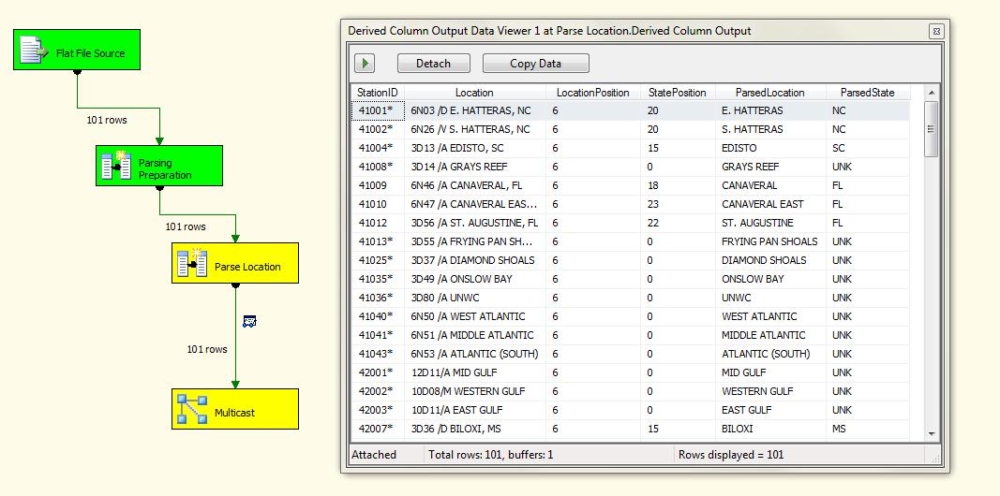 Flat File Source
101 rows
Parsing
Preparation
101 rows
Parse Location
101 rows
Multicast
Derived Column Output Data Viewer 1 at Parse Location.Derived Column Output
Detach Copy Data
StationID Location LocationPosition StatePosition ParsedLocation ParsedState
41001* 6N03 /D E. HATTERAS, NC 6 20 E. HATTERAS NC
41002* 6N26 /V S. HATTERAS, NC 6 20 S. HATTERAS NC
41004* 3D13 /A EDISTO, SC 6 15 EDISTO SC
41008* 3D14 /A GRAYS REEF 6 0 GRAYS REEF UNK
41009 6N46 /A CANAVERAL, FL 6 18 CANAVERAL FL
41010 6N47 /A CANAVERAL EAS... 6 23 CANAVERAL EAST FL
41012 3D56 /A ST. AUGUSTINE, FL 6 22 ST. AUGUSTINE FL
41013* 3D55 /A FRYING PAN SH... 6 0 FRYING PAN SHOALS UNK
41025* 3D37 /A DIAMOND SHOALS 6 0 DIAMOND SHOALS UNK
41035* 3D49 /A ONSLOW BAY 6 0 ONSLOW BAY UNK
41036* 3D80 /A UNWC 6 0 UNWC UNK
41040* 6N50 /A WEST ATLANTIC 6 0 WEST ATLANTIC UNK
41041* 6N51 /A MIDDLE ATLANTIC 6 0 MIDDLE ATLANTIC UNK
41043* 6N53 /A ATLANTIC (SOUTH) 6 0 ATLANTIC (SOUTH) UNK
42001* 12D11/A MID GULF 6 0 MID GULF UNK
42002* 10D08/M WESTERN GULF 6 0 WESTERN GULF UNK
42003* 10D11/A EAST GULF 6 0 EAST GULF UNK
42007* 3D36 /D BILOXI, MS 6 15 BILOXI MS
Attached Total rows: 101, buffers: 1 Rows displayed = 101